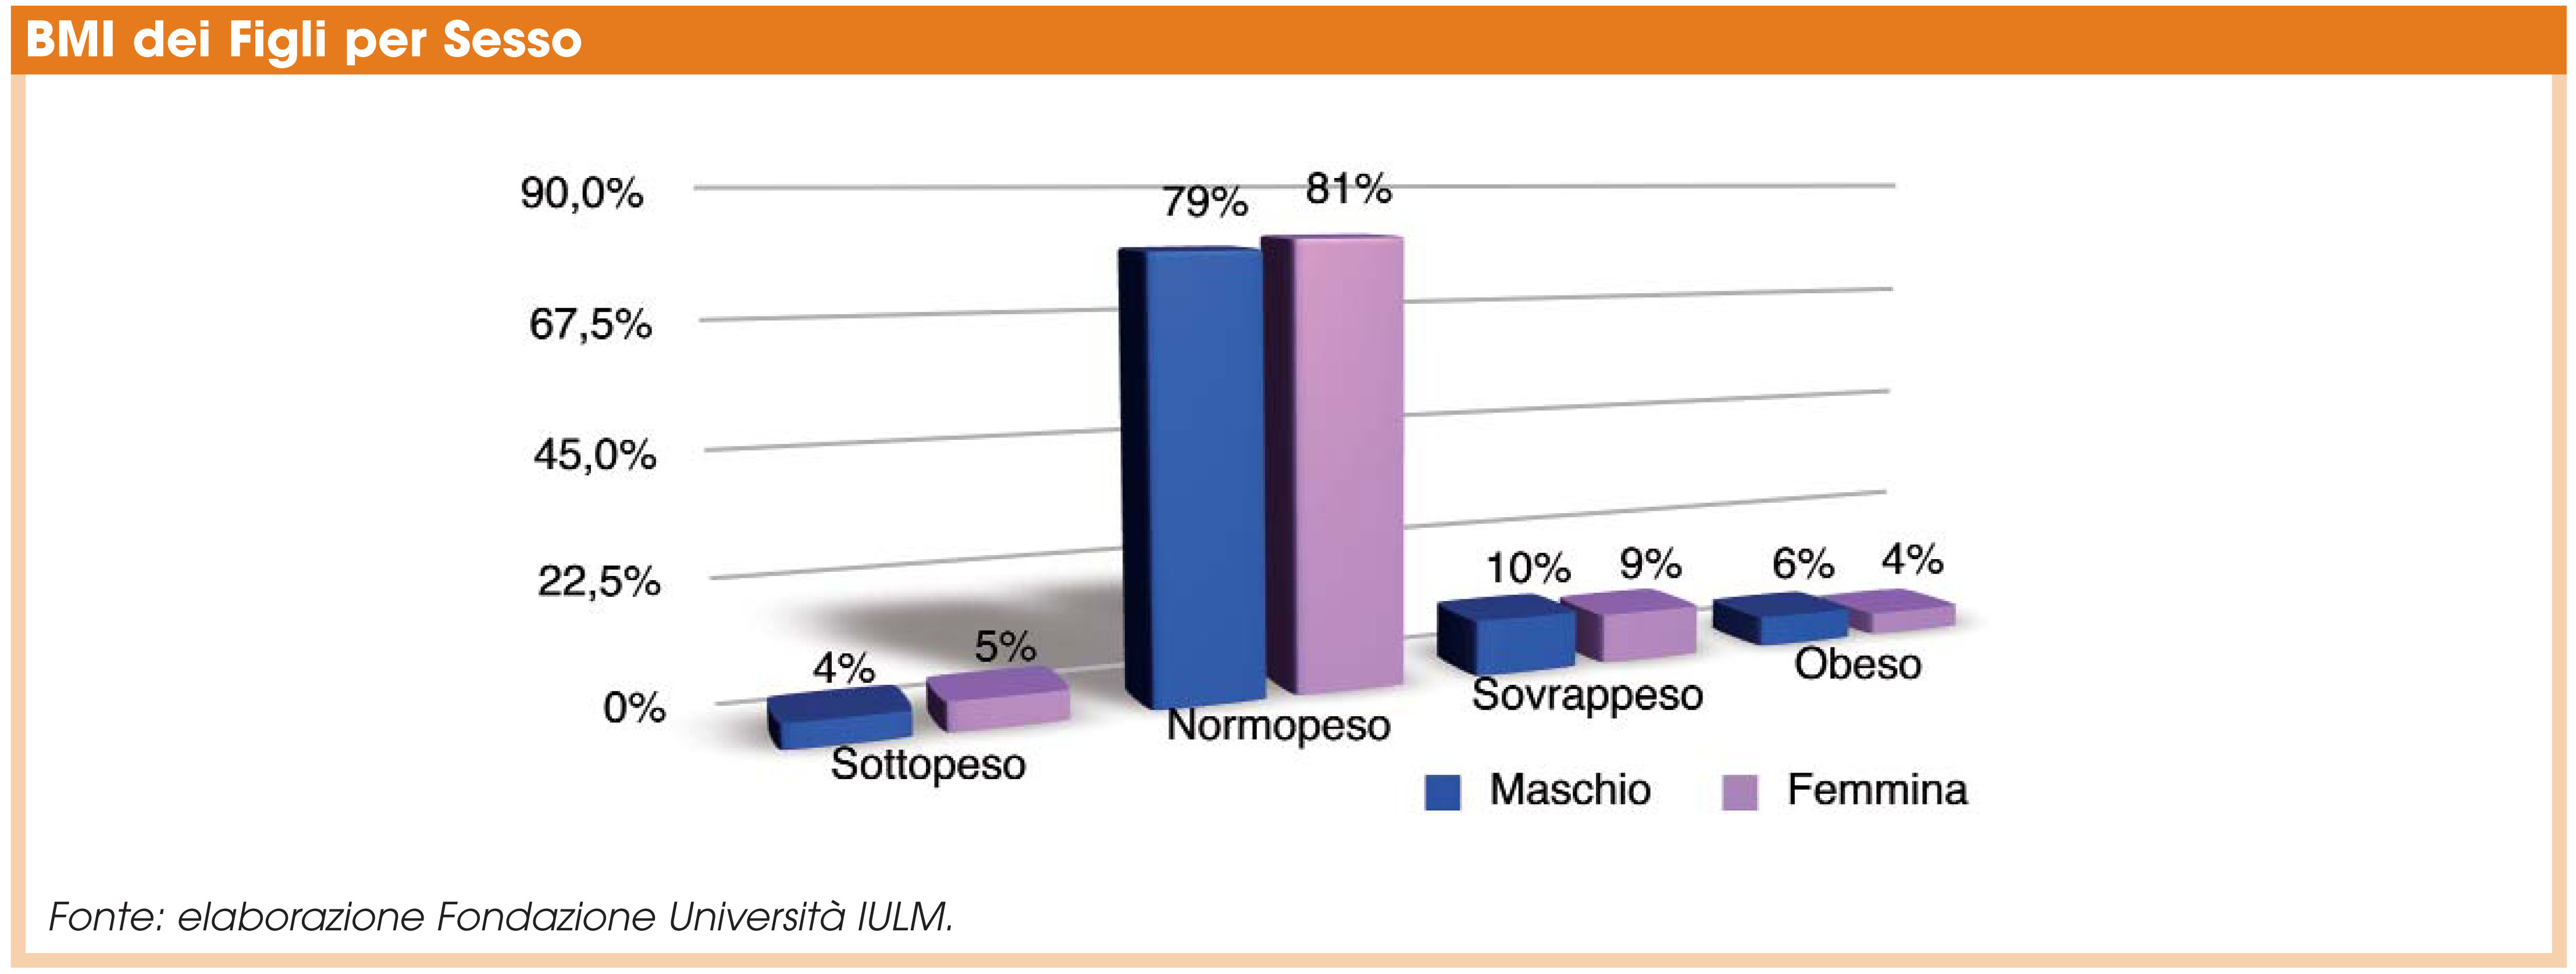 BMI dei Figli per Sesso
90,0%
67,5%
45,0%
22,5%
0%
79%
81%
4%
5%
10%
9%
6%
4%
Sottopeso
Normopeso
Sovrappeso
Obeso
Maschio
Femmina
Fonte: elaborazione Fondazione Università IULM.